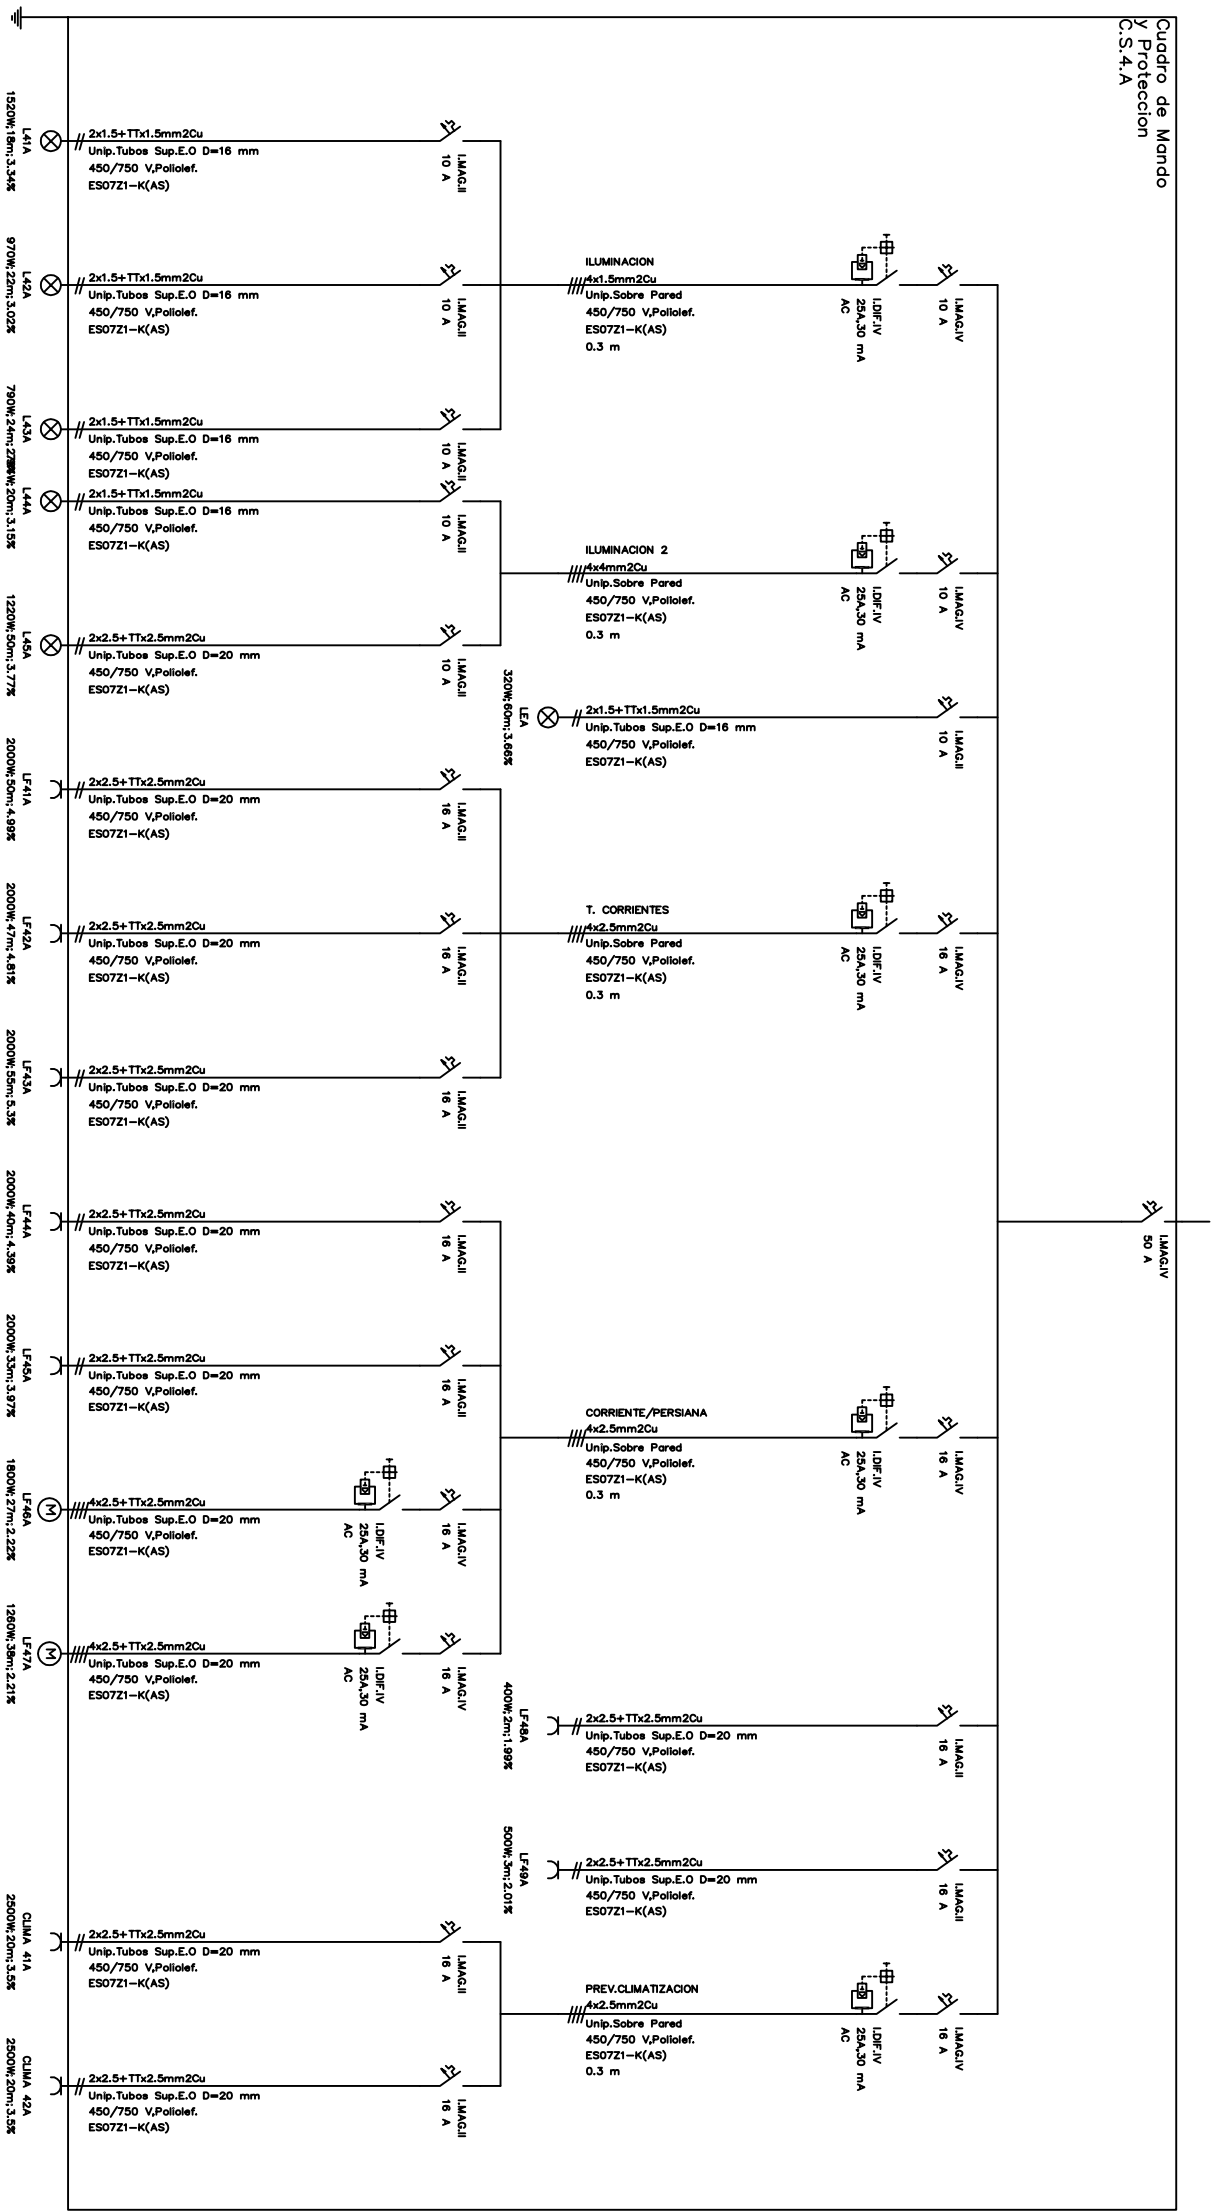 Cuadro de Mando
y Proteccion
C.S.4.A
I.MAG.IV
50 A
I.MAG.IV
10 A
I.DIF.IV
25A,30 mA
AC
ILUMINACION
4x1.5mm2Cu
Unip.Sobre Pared
450/750 V,Poliolef.
ES07Z1-K(AS)
0.3 m
I.MAG.II
10 A
2x1.5+TTx1.5mm2Cu
Unip.Tubos Sup.E.O D=16 mm
450/750 V,Poliolef.
ES07Z1-K(AS)
L41A
1520W;18m;3.34%
I.MAG.II
10 A
2x1.5+TTx1.5mm2Cu
Unip.Tubos Sup.E.O D=16 mm
450/750 V,Poliolef.
ES07Z1-K(AS)
L42A
970W;22m;3.02%
I.MAG.II
10 A
2x1.5+TTx1.5mm2Cu
Unip.Tubos Sup.E.O D=16 mm
450/750 V,Poliolef.
ES07Z1-K(AS)
L43A
790W;24m;
I.MAG.IV
10 A
I.DIF.IV
25A,30 mA
AC
ILUMINACION 2
4x4mm2Cu
Unip.Sobre Pared
450/750 V,Poliolef.
ES07Z1-K(AS)
0.3 m
I.MAG.II
10 A
2x1.5+TTx1.5mm2Cu
Unip.Tubos Sup.E.O D=16 mm
450/750 V,Poliolef.
ES07Z1-K(AS)
L44A
20m;3.15%
I.MAG.II
10 A
2x2.5+TTx2.5mm2Cu
Unip.Tubos Sup.E.O D=20 mm
450/750 V,Poliolef.
ES07Z1-K(AS)
L45A
1220W;50m;3.77%
I.MAG.II
10 A
2x1.5+TTx1.5mm2Cu
Unip.Tubos Sup.E.O D=16 mm
450/750 V,Poliolef.
ES07Z1-K(AS)
LEA
320W;60m;3.66%
I.MAG.IV
16 A
I.DIF.IV
25A,30 mA
AC
T. CORRIENTES
4x2.5mm2Cu
Unip.Sobre Pared
450/750 V,Poliolef.
ES07Z1-K(AS)
0.3 m
I.MAG.II
16 A
2x2.5+TTx2.5mm2Cu
Unip.Tubos Sup.E.O D=20 mm
450/750 V,Poliolef.
ES07Z1-K(AS)
LF41A
2000W;50m;4.99%
I.MAG.II
16 A
2x2.5+TTx2.5mm2Cu
Unip.Tubos Sup.E.O D=20 mm
450/750 V,Poliolef.
ES07Z1-K(AS)
LF42A
2000W;47m;4.81%
I.MAG.II
16 A
2x2.5+TTx2.5mm2Cu
Unip.Tubos Sup.E.O D=20 mm
450/750 V,Poliolef.
ES07Z1-K(AS)
LF43A
2000W;55m;5.3%
I.MAG.IV
16 A
I.DIF.IV
25A,30 mA
AC
CORRIENTE/PERSIANA
4x2.5mm2Cu
Unip.Sobre Pared
450/750 V,Poliolef.
ES07Z1-K(AS)
0.3 m
I.MAG.II
16 A
2x2.5+TTx2.5mm2Cu
Unip.Tubos Sup.E.O D=20 mm
450/750 V,Poliolef.
ES07Z1-K(AS)
LF44A
2000W;40m;4.39%
I.MAG.II
16 A
2x2.5+TTx2.5mm2Cu
Unip.Tubos Sup.E.O D=20 mm
450/750 V,Poliolef.
ES07Z1-K(AS)
LF45A
2000W;33m;3.97%
I.MAG.IV
16 A
I.DIF.IV
25A,30 mA
AC
4x2.5+TTx2.5mm2Cu
Unip.Tubos Sup.E.O D=20 mm
450/750 V,Poliolef.
ES07Z1-K(AS)
M
LF46A
1800W;27m;2.22%
I.MAG.IV
16 A
I.DIF.IV
25A,30 mA
AC
4x2.5+TTx2.5mm2Cu
Unip.Tubos Sup.E.O D=20 mm
450/750 V,Poliolef.
ES07Z1-K(AS)
M
LF47A
1260W;38m;2.21%
I.MAG.II
16 A
2x2.5+TTx2.5mm2Cu
Unip.Tubos Sup.E.O D=20 mm
450/750 V,Poliolef.
ES07Z1-K(AS)
LF48A
400W;2m;1.99%
I.MAG.II
16 A
2x2.5+TTx2.5mm2Cu
Unip.Tubos Sup.E.O D=20 mm
450/750 V,Poliolef.
ES07Z1-K(AS)
LF49A
500W;3m;2.01%
I.MAG.IV
16 A
I.DIF.IV
25A,30 mA
AC
PREV.CLIMATIZACION
4x2.5mm2Cu
Unip.Sobre Pared
450/750 V,Poliolef.
ES07Z1-K(AS)
0.3 m
I.MAG.II
16 A
2x2.5+TTx2.5mm2Cu
Unip.Tubos Sup.E.O D=20 mm
450/750 V,Poliolef.
ES07Z1-K(AS)
CLIMA 41A
2500W;20m;3.5%
I.MAG.II
16 A
2x2.5+TTx2.5mm2Cu
Unip.Tubos Sup.E.O D=20 mm
450/750 V,Poliolef.
ES07Z1-K(AS)
CLIMA 42A
2500W;20m;3.5%